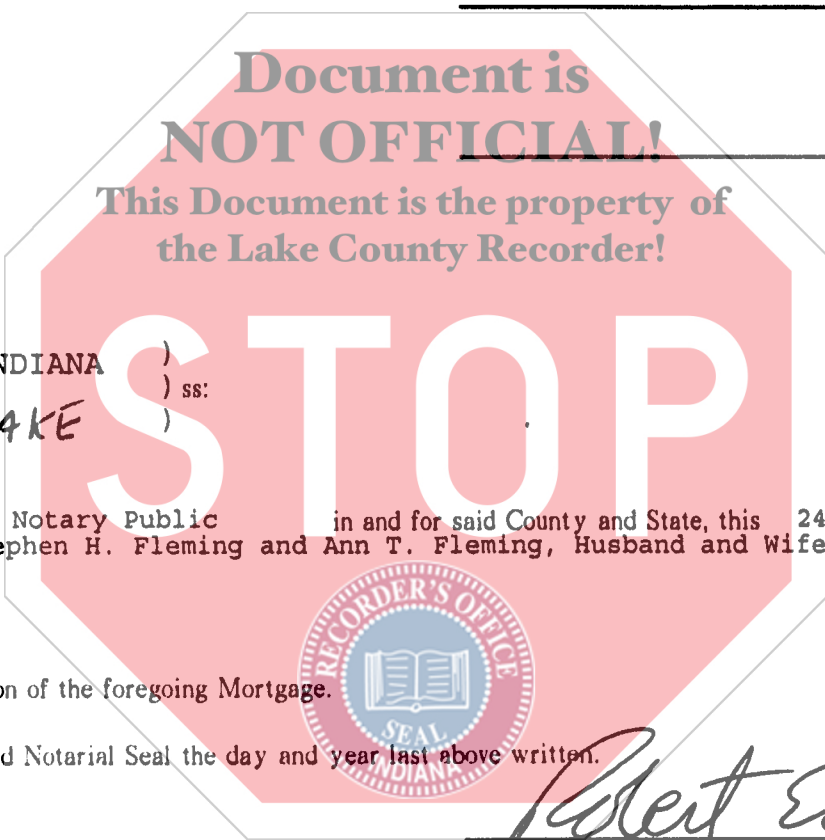 Document is
NOT OFFICIAL!
This Document is the property of
the Lake County Recorder!
STOP
NDIANA )
) ss:
AKE )
Notary Public in and for said County and State, this 24
ephen H. Fleming and Ann T. Fleming, Husband and Wife
on of the foregoing Mortgage.
d Notarial Seal the day and year last above written.
RECORDER'S OFFICE
SEAL
INDIANA
Robert E